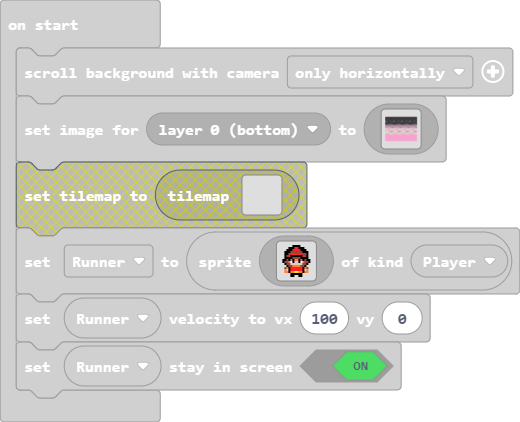 on start
scroll background with camera only horizontally
set image for layer 0 (bottom) to
set tilemap to tilemap
set Runner to sprite of kind Player
set Runner velocity to vx 100 vy 0
set Runner stay in screen ON